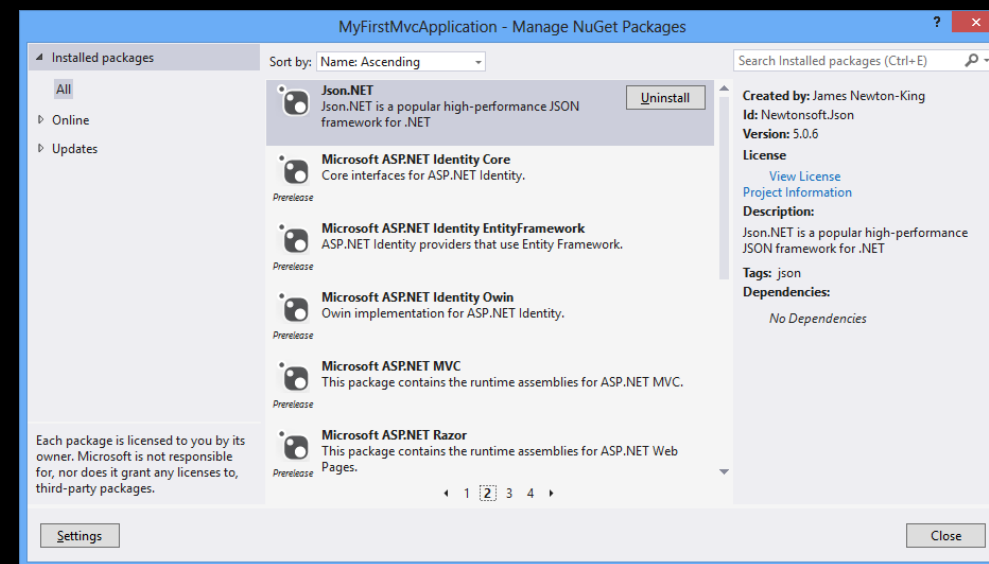 MyFirstMvcApplication - Manage NuGet Packages
?
Installed packages
All
Online
Updates
Each package is licensed to you by its
owner. Microsoft is not responsible
for, nor does it grant any licenses to,
third-party packages.
Settings
Sort by: Name: Ascending
Json.NET
Json.NET is a popular high-performance JSON
framework for .NET
Uninstall
Microsoft ASP.NET Identity Core
Core interfaces for ASP.NET Identity.
Prerelease
Microsoft ASP.NET Identity EntityFramework
ASP.NET Identity providers that use Entity Framework.
Prerelease
Microsoft ASP.NET Identity Owin
Owin implementation for ASP.NET Identity.
Prerelease
Microsoft ASP.NET MVC
This package contains the runtime assemblies for ASP.NET MVC.
Prerelease
Microsoft ASP.NET Razor
This package contains the runtime assemblies for ASP.NET Web
Pages.
Prerelease
1 2 3 4
Search Installed packages (Ctrl+E)
Created by: James Newton-King
Id: Newtonsoft.Json
Version: 5.0.6
License
View License
Project Information
Description:
Json.NET is a popular high-performance
JSON framework for .NET
Tags: json
Dependencies:
No Dependencies
Close